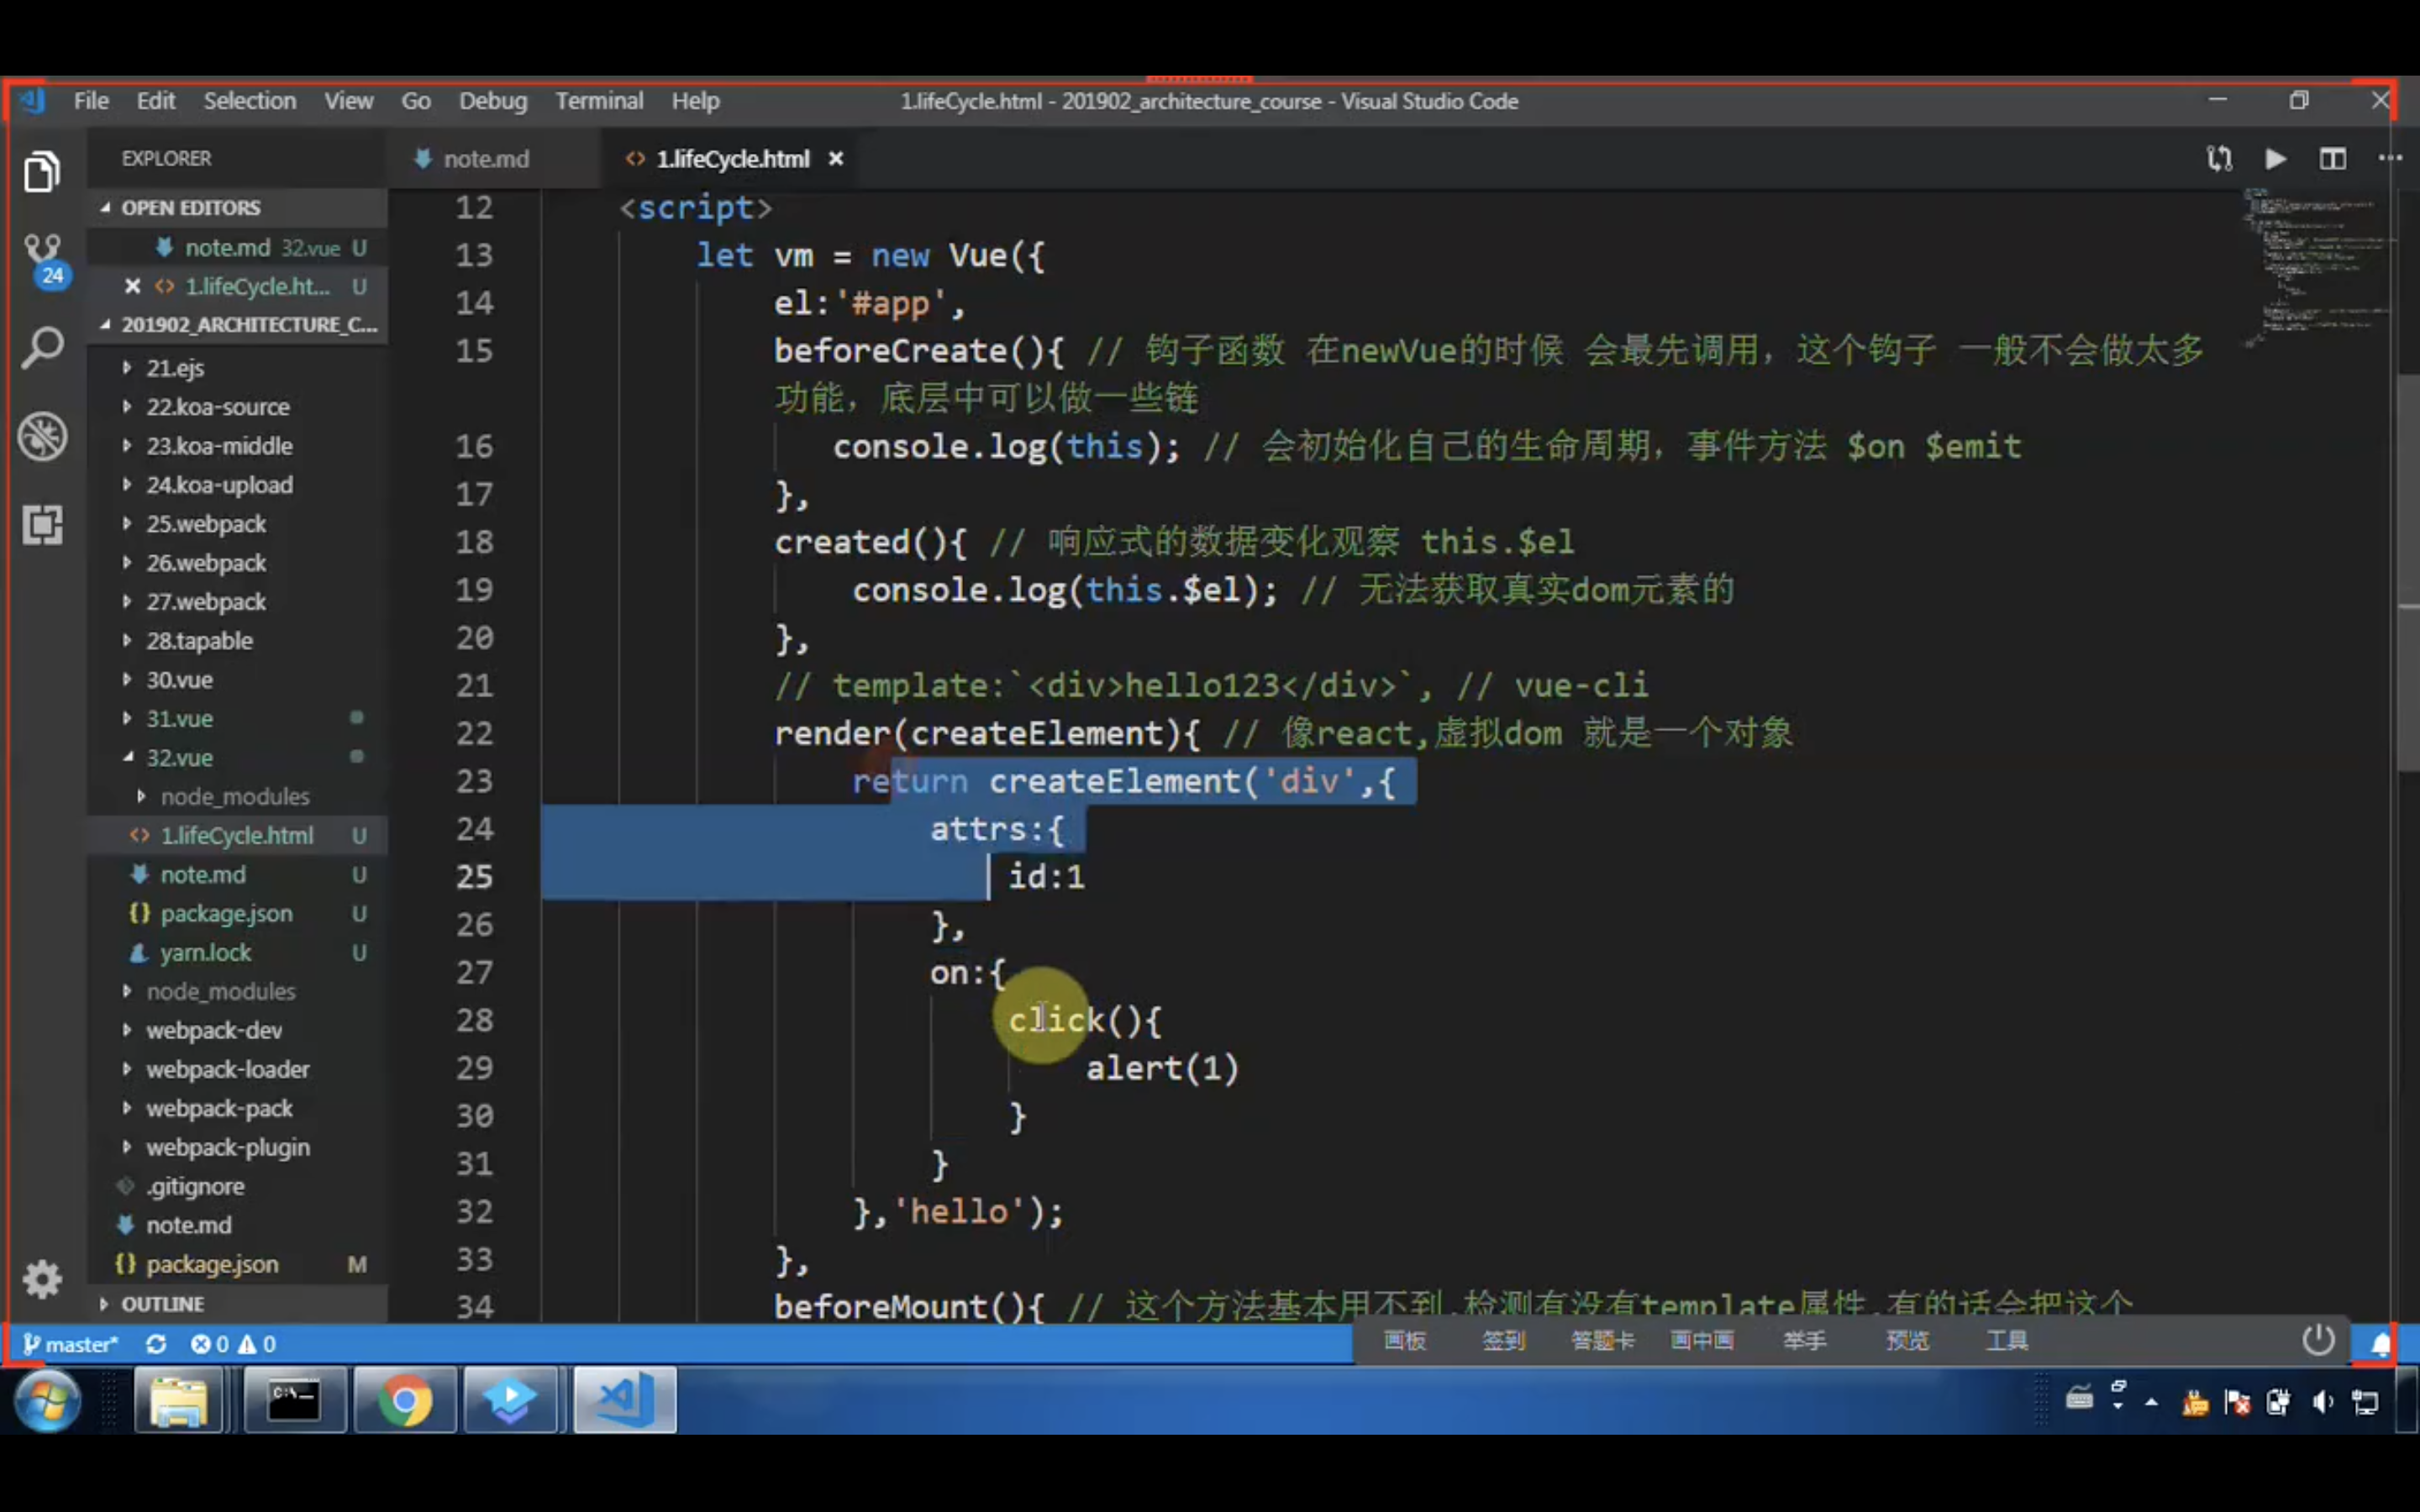 File Edit Selection View Go Debug Terminal Help 1.lifeCycle.html - 201902_architecture_course - Visual Studio Code
EXPLORER
note.md
1.lifeCycle.html
OPEN EDITORS
note.md 32.vue U
1.lifeCycle.ht... U
201902_ARCHITECTURE_C...
21.ejs
22.koa-source
23.koa-middle
24.koa-upload
25.webpack
26.webpack
27.webpack
28.tapable
30.vue
31.vue
32.vue
node_modules
1.lifeCycle.html U
note.md U
package.json U
yarn.lock U
node_modules
webpack-dev
webpack-loader
webpack-pack
webpack-plugin
.gitignore
note.md
package.json M
OUTLINE
24
12 <script>
13 let vm = new Vue({
14 el:'#app',
15 beforeCreate(){ // 钩子函数 在newVue的时候 会最先调用，这个钩子 一般不会做太多
功能，底层中可以做一些链
16 console.log(this); // 会初始化自己的生命周期，事件方法 $on $emit
17 },
18 created(){ // 响应式的数据变化观察 this.$el
19 console.log(this.$el); // 无法获取真实dom元素的
20 },
21 // template:`<div>hello123</div>`, // vue-cli
22 render(createElement){ // 像react,虚拟dom 就是一个对象
23 return createElement('div',{
24 attrs:{
25 id:1
26 },
27 on:{
28 click(){
29 alert(1)
30 }
31 }
32 },'hello');
33 },
34 beforeMount(){ // 这个方法基本用不到,检测有没有template属性,有的话会把这个
master* 0 0
画板 签到 答题卡 画中画 举手 预览 工具
C:\._